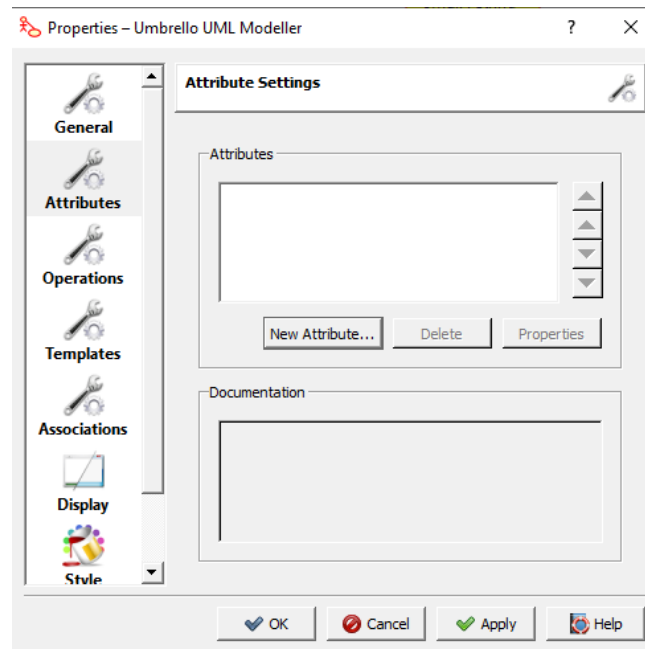 Properties – Umbrello UML Modeller
?
General
Attributes
Operations
Templates
Associations
Display
Style
Attribute Settings
Attributes
New Attribute...
Delete
Properties
Documentation
OK
Cancel
Apply
Help